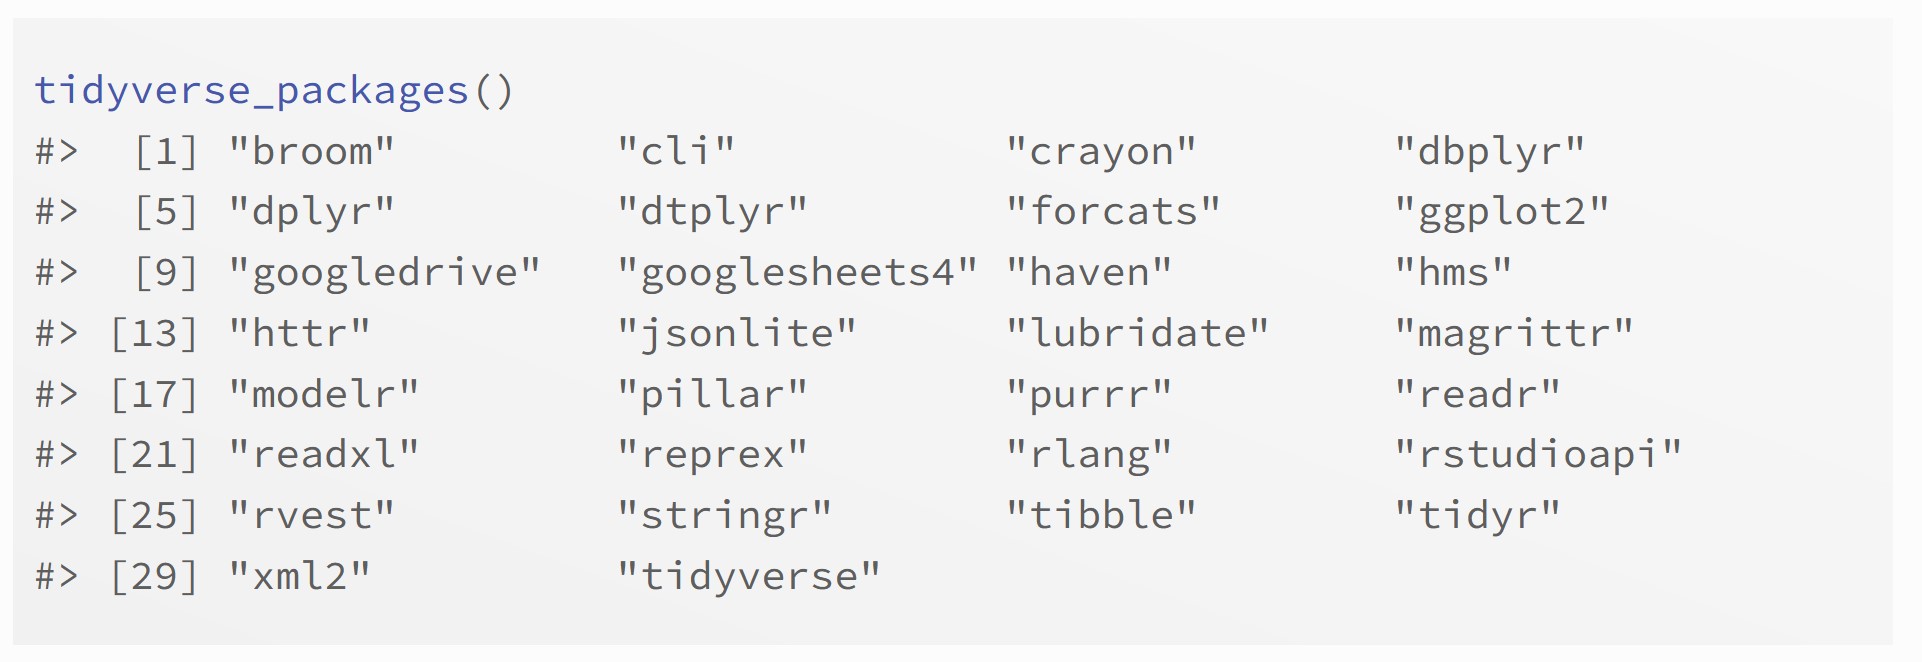 tidyverse_packages()
#>  [1] "broom"         "cli"           "crayon"        "dbplyr"
#>  [5] "dplyr"         "dtplyr"        "forcats"       "ggplot2"
#>  [9] "googledrive"   "googlesheets4" "haven"         "hms"
#> [13] "httr"          "jsonlite"      "lubridate"     "magrittr"
#> [17] "modelr"        "pillar"        "purrr"         "readr"
#> [21] "readxl"        "reprex"        "rlang"         "rstudioapi"
#> [25] "rvest"         "stringr"       "tibble"        "tidyr"
#> [29] "xml2"          "tidyverse"